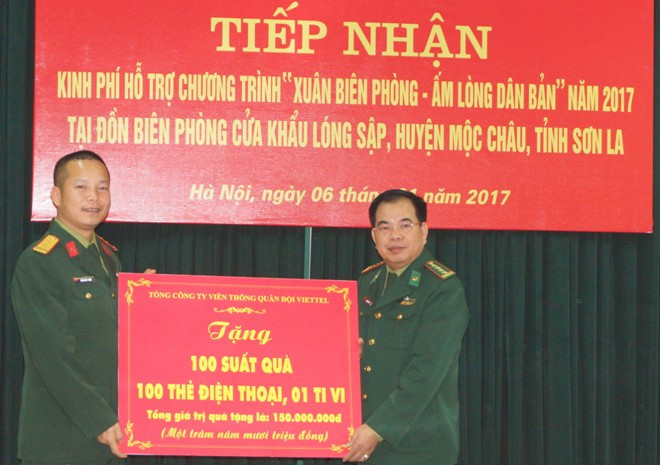 TIẾP NHẬN
KINH PHÍ HỖ TRỢ CHƯƠNG TRÌNH "XUÂN BIÊN PHÒNG - ẤM LÒNG DÂN BẢN" NĂM 2017
TẠI ĐỒN BIÊN PHÒNG CỬA KHẨU LÓNG SẬP, HUYỆN MỘC CHÂU, TỈNH SƠN LA
Hà Nội, ngày 06 thán 1 năm 2017
TỔNG CÔNG TY VIỄN THÔNG QUÂN ĐỘI VIETTEL
Tặng
100 SUẤT QUÀ
100 THẺ ĐIỆN THOẠI, 01 TI VI
Tổng giá trị quà tặng là: 150.000.000đ
(Một trăm năm mươi triệu đồng)